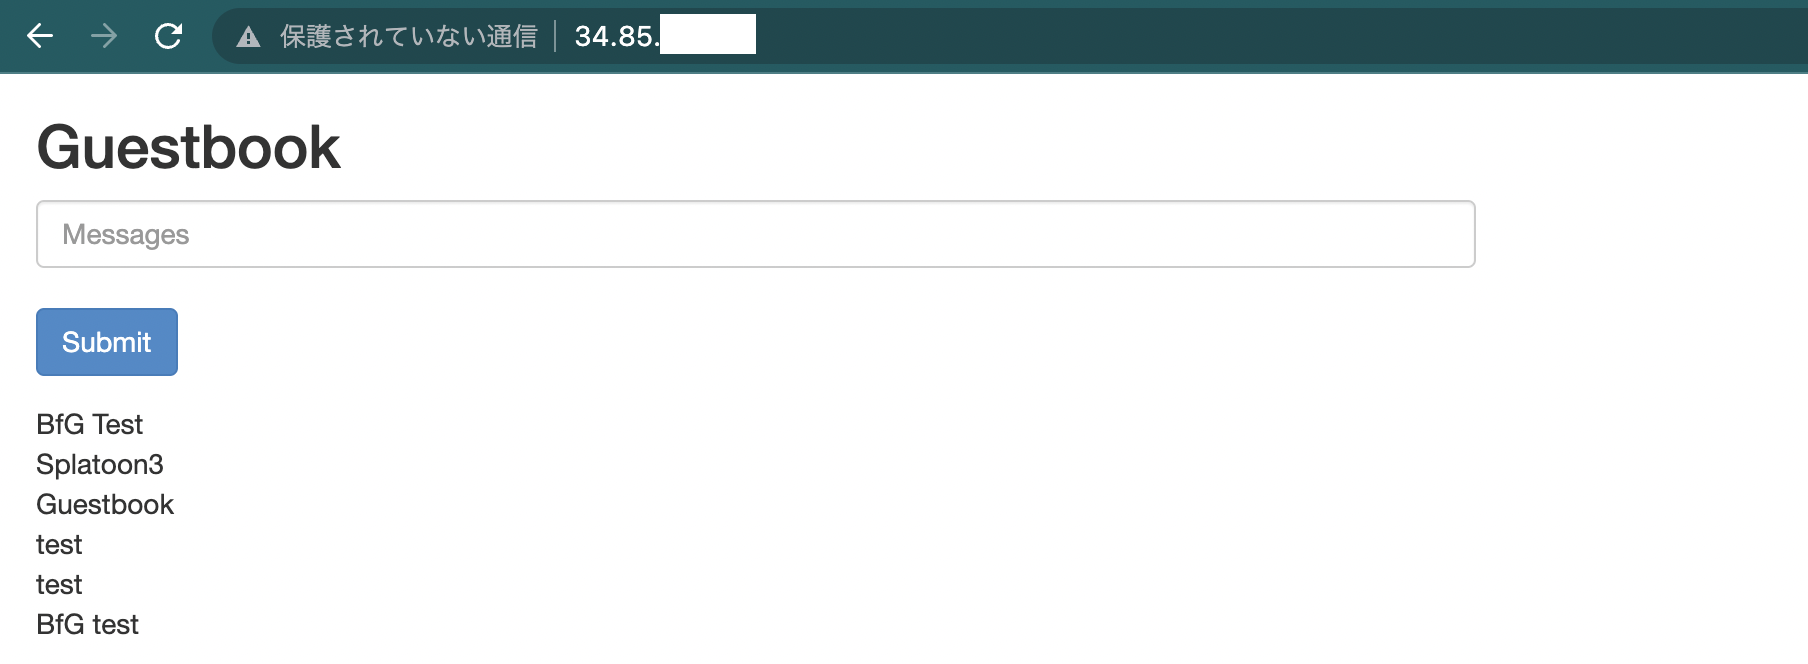 保護されていない通信 34.85.
Guestbook
Messages
Submit
BfG Test
Splatoon3
Guestbook
test
test
BfG test